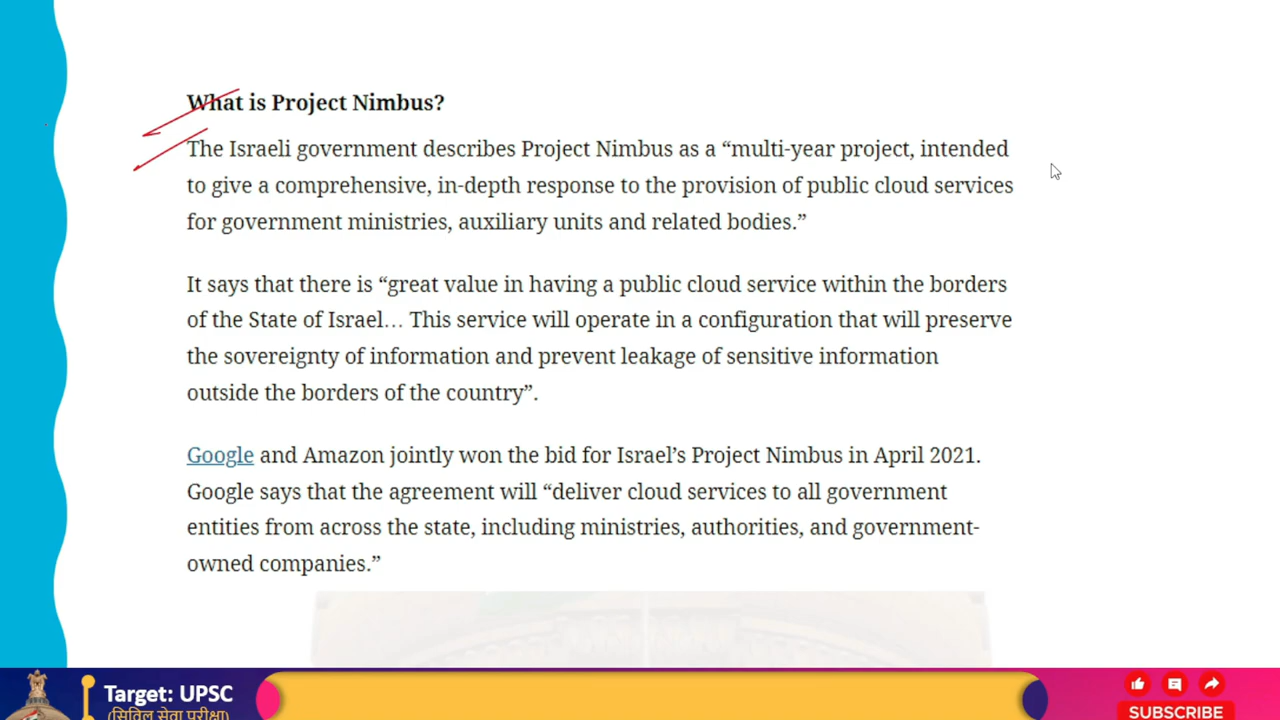 What is Project Nimbus?
The Israeli government describes Project Nimbus as a “multi-year project, intended
to give a comprehensive, in-depth response to the provision of public cloud services
for government ministries, auxiliary units and related bodies.”
It says that there is “great value in having a public cloud service within the borders
of the State of Israel… This service will operate in a configuration that will preserve
the sovereignty of information and prevent leakage of sensitive information
outside the borders of the country”.
Google and Amazon jointly won the bid for Israel’s Project Nimbus in April 2021.
Google says that the agreement will “deliver cloud services to all government
entities from across the state, including ministries, authorities, and government-
owned companies.”
Target: UPSC
(सिविल सेवा परीक्षा)
SUBSCRIBE